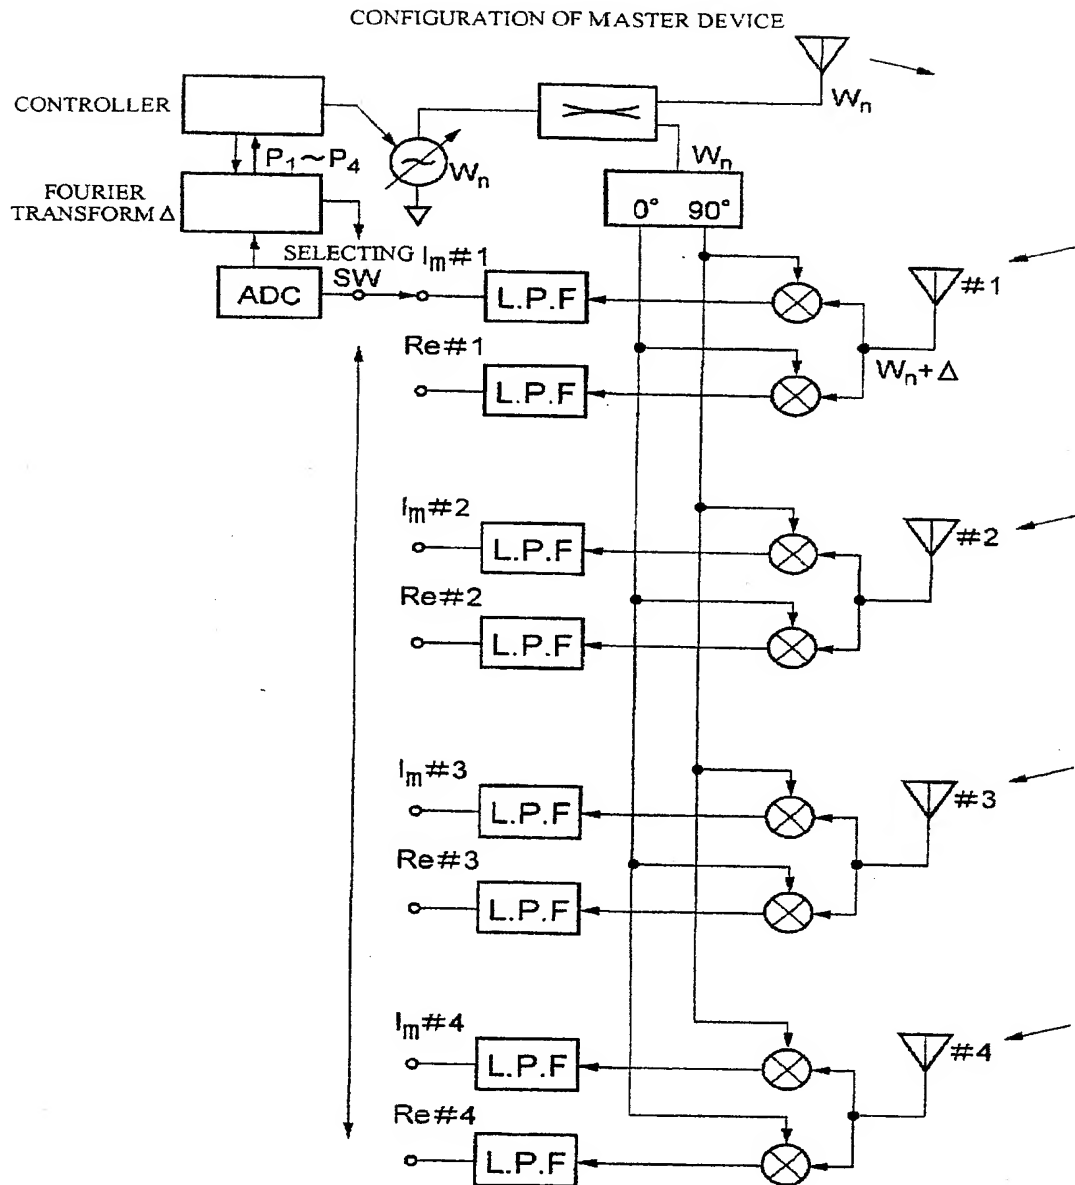 CONFIGURATION OF MASTER DEVICE
CONTROLLER
Wn
P1~P4
Wn
Wn
FOURIER
TRANSFORM Δ
0° 90°
SELECTING
SW
Im#1
ADC
L.P.F
#1
Re#1
Wn+Δ
L.P.F
Im#2
L.P.F
#2
Re#2
L.P.F
Im#3
L.P.F
#3
Re#3
L.P.F
Im#4
L.P.F
#4
Re#4
L.P.F